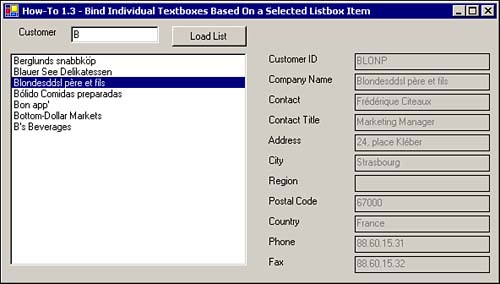 How-To 1.3 - Bind Individual Textboxes Based On a Selected Listbox Item
Customer B Load List
Berglunds snabbköp
Blauer See Delikatessen
Blondesddsl père et fils
Bólido Comidas preparadas
Bon app'
Bottom-Dollar Markets
B's Beverages
Customer ID BLONP
Company Name Blondesddsl père et fils
Contact Frédérique Citeaux
Contact Title Marketing Manager
Address 24, place Kléber
City Strasbourg
Region
Postal Code 67000
Country France
Phone 88.60.15.31
Fax 88.60.15.32